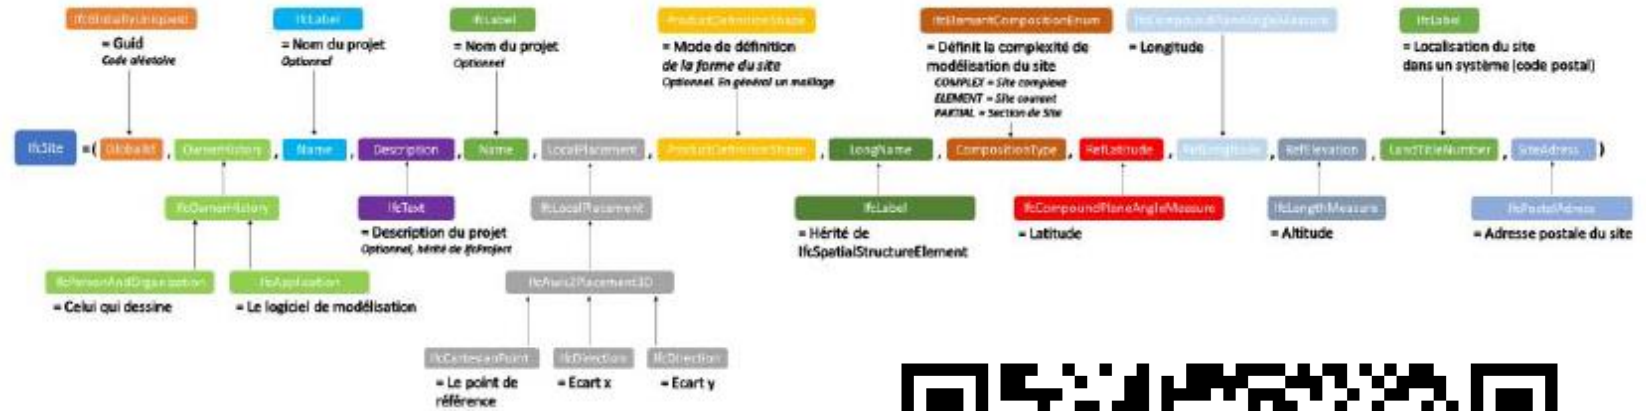 IfcGloballyUniqueId
IfcLabel
IfcLabel
ProductDefinitionShape
IfcElementCompositionEnum
IfcCompoundPlaneAngleMeasure
IfcLabel
= Guid
Code aléatoire
= Nom du projet
Optionnel
= Nom du projet
Optionnel
= Mode de définition
de la forme du site
Optionnel. En général un maillage
= Définit la complexité de
modélisation du site
COMPLEX = Site complexe
ELEMENT = Site courant
PARTIAL = Section de Site
= Longitude
= Localisation du site
dans un système (code postal)
IfcSite =( GlobalId , OwnerHistory , Name , Description , Name , LocalPlacement , ProductDefinitionShape , LongName , CompositionType , RefLatitude , RefLongitude , RefElevation , LandTitleNumber , SiteAdress )
IfcOwnerHistory
IfcText
IfcLocalPlacement
IfcLabel
IfcCompoundPlaneAngleMeasure
IfcLengthMeasure
IfcPostalAdress
= Description du projet
Optionnel, hérité de IfcProject
= Hérité de
IfcSpatialStructureElement
= Latitude
= Altitude
= Adresse postale du site
IfcPersonAndOrganization
IfcApplication
IfcAxis2Placement3D
= Celui qui dessine
= Le logiciel de modélisation
IfcCartesianPoint
IfcDirection
IfcDirection
= Le point de
référence
= Ecart x
= Ecart y